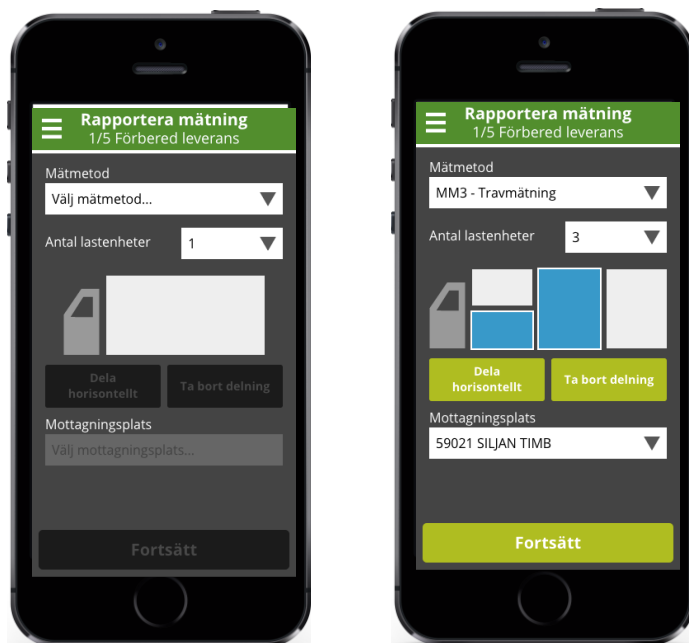 Rapportera mätning
1/5 Förbered leverans
Mätmetod
Välj mätmetod...
Antal lastenheter
1
Dela
horisontellt
Ta bort delning
Mottagningsplats
Välj mottagningsplats...
Fortsätt
Rapportera mätning
1/5 Förbered leverans
Mätmetod
MM3 - Travmätning
Antal lastenheter
3
Dela
horisontellt
Ta bort delning
Mottagningsplats
59021 SILJAN TIMB
Fortsätt